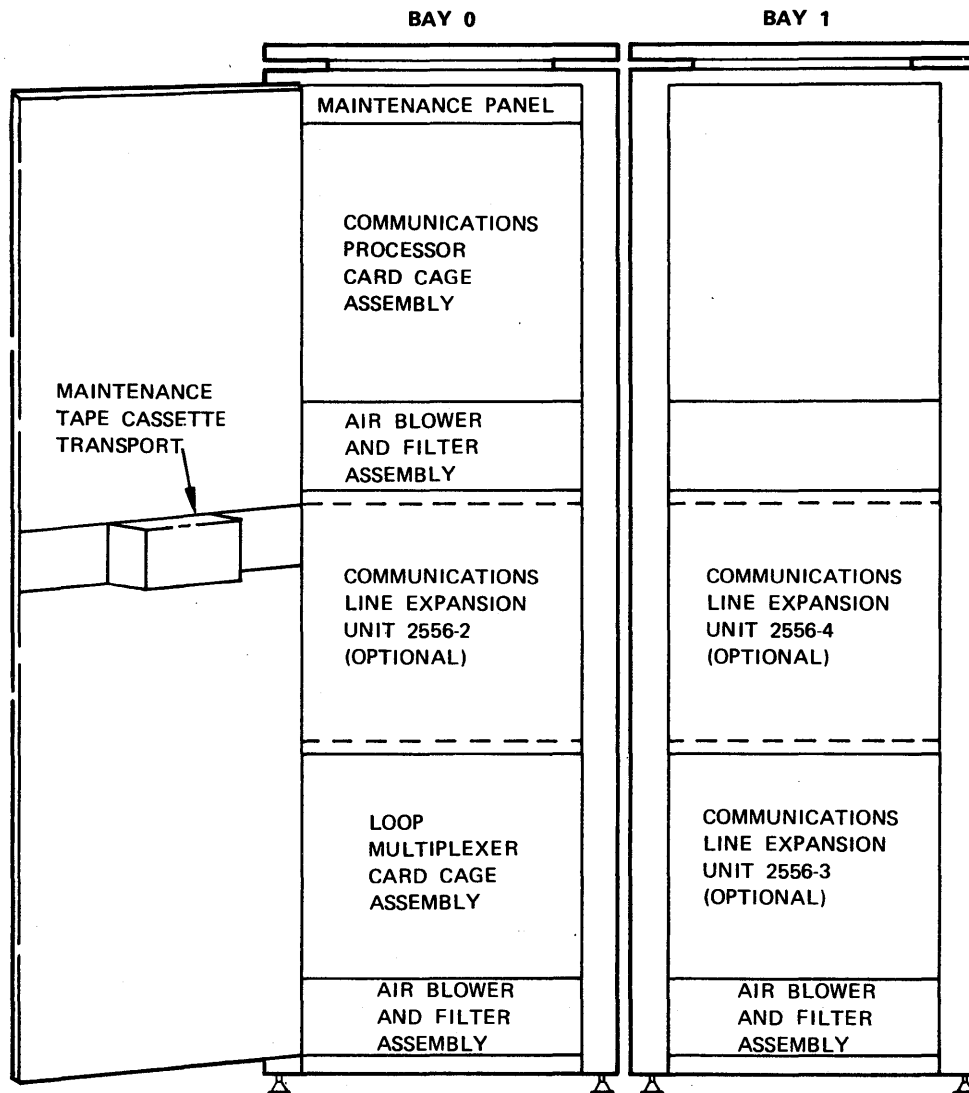 BAY 0
BAY 1
MAINTENANCE PANEL
COMMUNICATIONS
PROCESSOR
CARD CAGE
ASSEMBLY
MAINTENANCE
TAPE CASSETTE
TRANSPORT
AIR BLOWER
AND FILTER
ASSEMBLY
COMMUNICATIONS
LINE EXPANSION
UNIT 2556-2
(OPTIONAL)
COMMUNICATIONS
LINE EXPANSION
UNIT 2556-4
(OPTIONAL)
LOOP
MULTIPLEXER
CARD CAGE
ASSEMBLY
COMMUNICATIONS
LINE EXPANSION
UNIT 2556-3
(OPTIONAL)
AIR BLOWER
AND FILTER
ASSEMBLY
AIR BLOWER
AND FILTER
ASSEMBLY